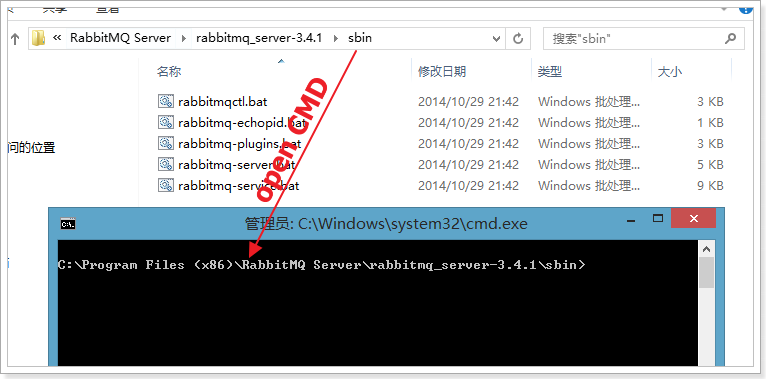 共享 查看
« RabbitMQ Server › rabbitmq_server-3.4.1 › sbin
搜索"sbin"
名称 修改日期 类型 大小
rabbitmqctl.bat 2014/10/29 21:42 Windows 批处理... 3 KB
rabbitmq-echopid.bat 2014/10/29 21:42 Windows 批处理... 1 KB
rabbitmq-plugins.bat 2014/10/29 21:42 Windows 批处理... 3 KB
问的位置
rabbitmq-server.bat 2014/10/29 21:42 Windows 批处理... 5 KB
rabbitmq-service.bat 2014/10/29 21:42 Windows 批处理... 9 KB
open CMD
管理员: C:\Windows\system32\cmd.exe
C:\Program Files (x86)\RabbitMQ Server\rabbitmq_server-3.4.1\sbin>